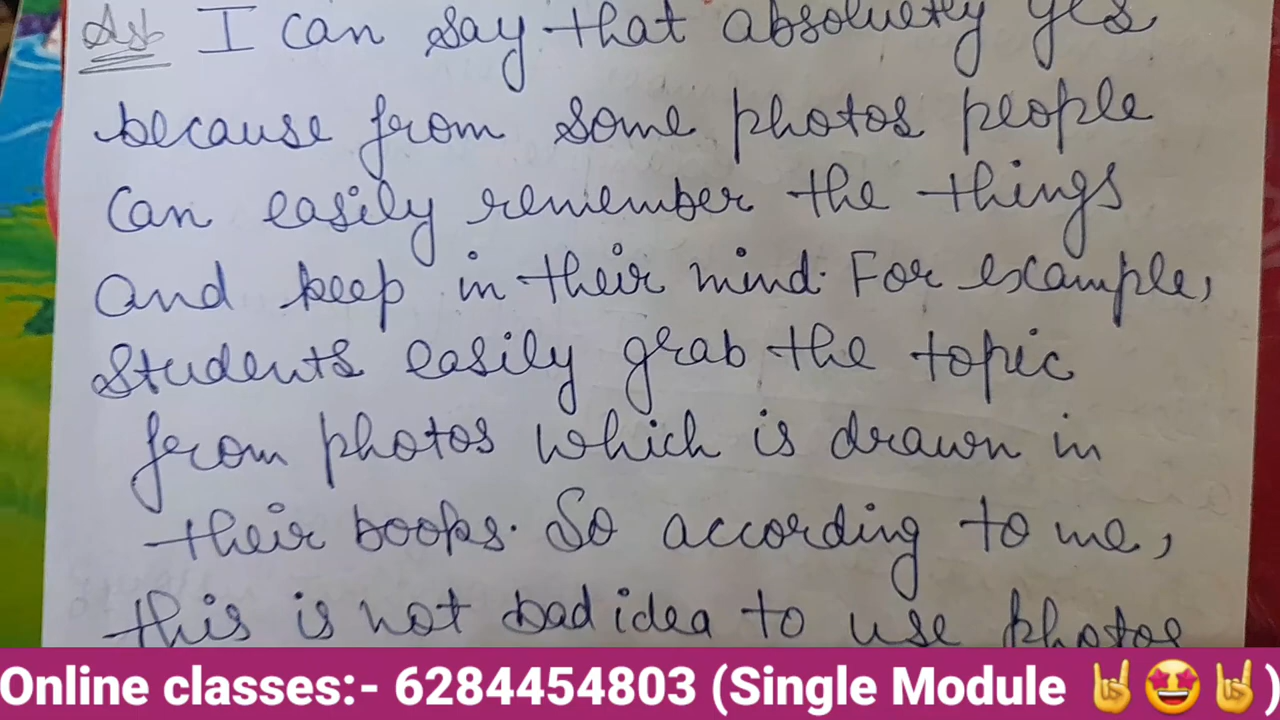 Ans I can say that absoluetly yes
because from some photos people
can easily remember the things
and keep in their mind. For example,
students easily grab the topic
from photos which is drawn in
their books. So according to me,
this is not bad idea to use photos
Online classes:- 6284454803 (Single Module 🤘🤩🤘)